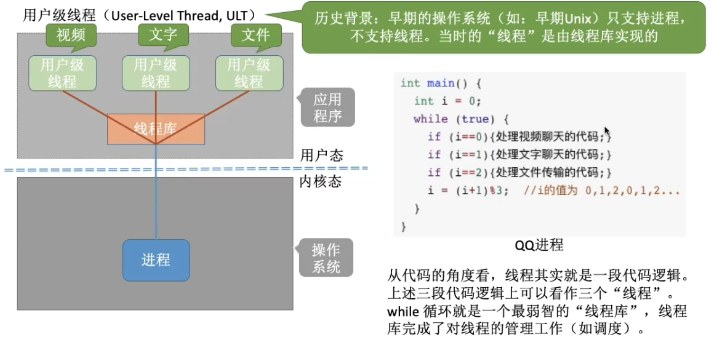 用户级线程（User-Level Thread, ULT）
历史背景：早期的操作系统（如：早期Unix）只支持进程，
不支持线程。当时的“线程”是由线程库实现的
视频
文字
文件
用户级
线程
用户级
线程
用户级
线程
线程库
应用
程序
用户态
内核态
进程
操作
系统
int main() {
int i = 0;
while (true) {
if (i==0){处理视频聊天的代码;}
if (i==1){处理文字聊天的代码;}
if (i==2){处理文件传输的代码;}
i = (i+1)%3; //i的值为 0,1,2,0,1,2...
}
}
QQ进程
从代码的角度看，线程其实就是一段代码逻辑。
上述三段代码逻辑上可以看作三个“线程”。
while 循环就是一个最弱智的“线程库”，线程
库完成了对线程的管理工作（如调度）。